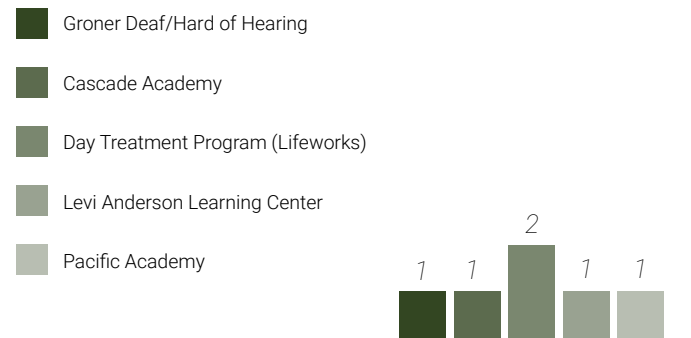 Groner Deaf/Hard of Hearing
Cascade Academy
Day Treatment Program (Lifeworks)
Levi Anderson Learning Center
Pacific Academy
1 1 2 1 1